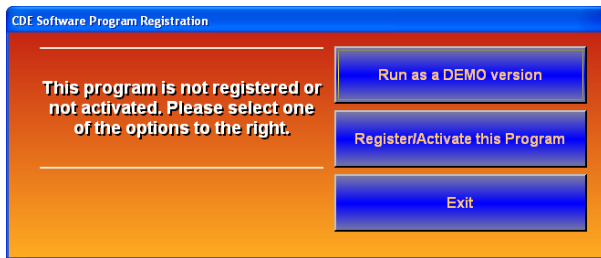 CDE Software Program Registration
This program is not registered or
not activated. Please select one
of the options to the right.
Run as a DEMO version
Register/Activate this Program
Exit